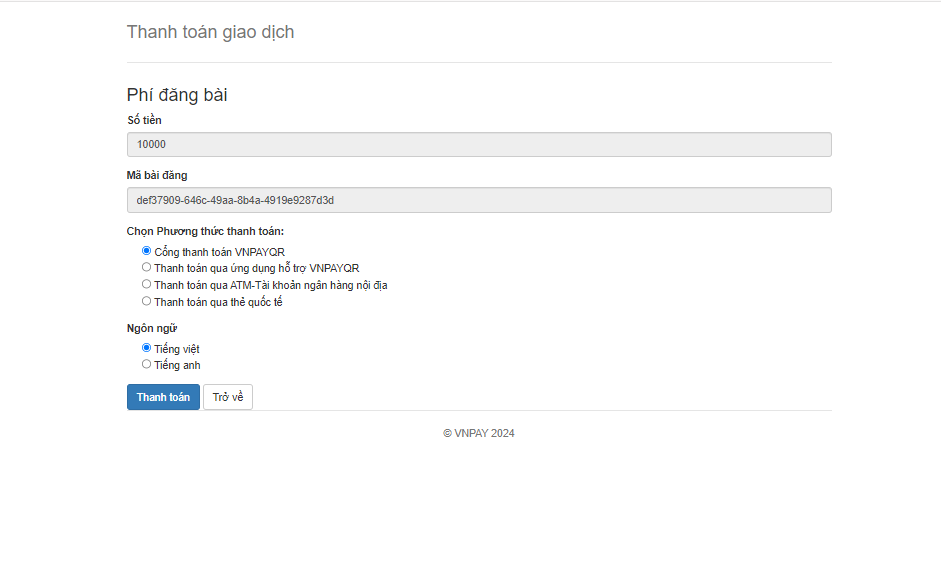 Thanh toán giao dịch
Phí đăng bài
Số tiền
10000
Mã bài đăng
def37909-646c-49aa-8b4a-4919e9287d3d
Chọn Phương thức thanh toán:
Cổng thanh toán VNPAYQR
Thanh toán qua ứng dụng hỗ trợ VNPAYQR
Thanh toán qua ATM-Tài khoản ngân hàng nội địa
Thanh toán qua thẻ quốc tế
Ngôn ngữ
Tiếng việt
Tiếng anh
Thanh toán Trở về
© VNPAY 2024